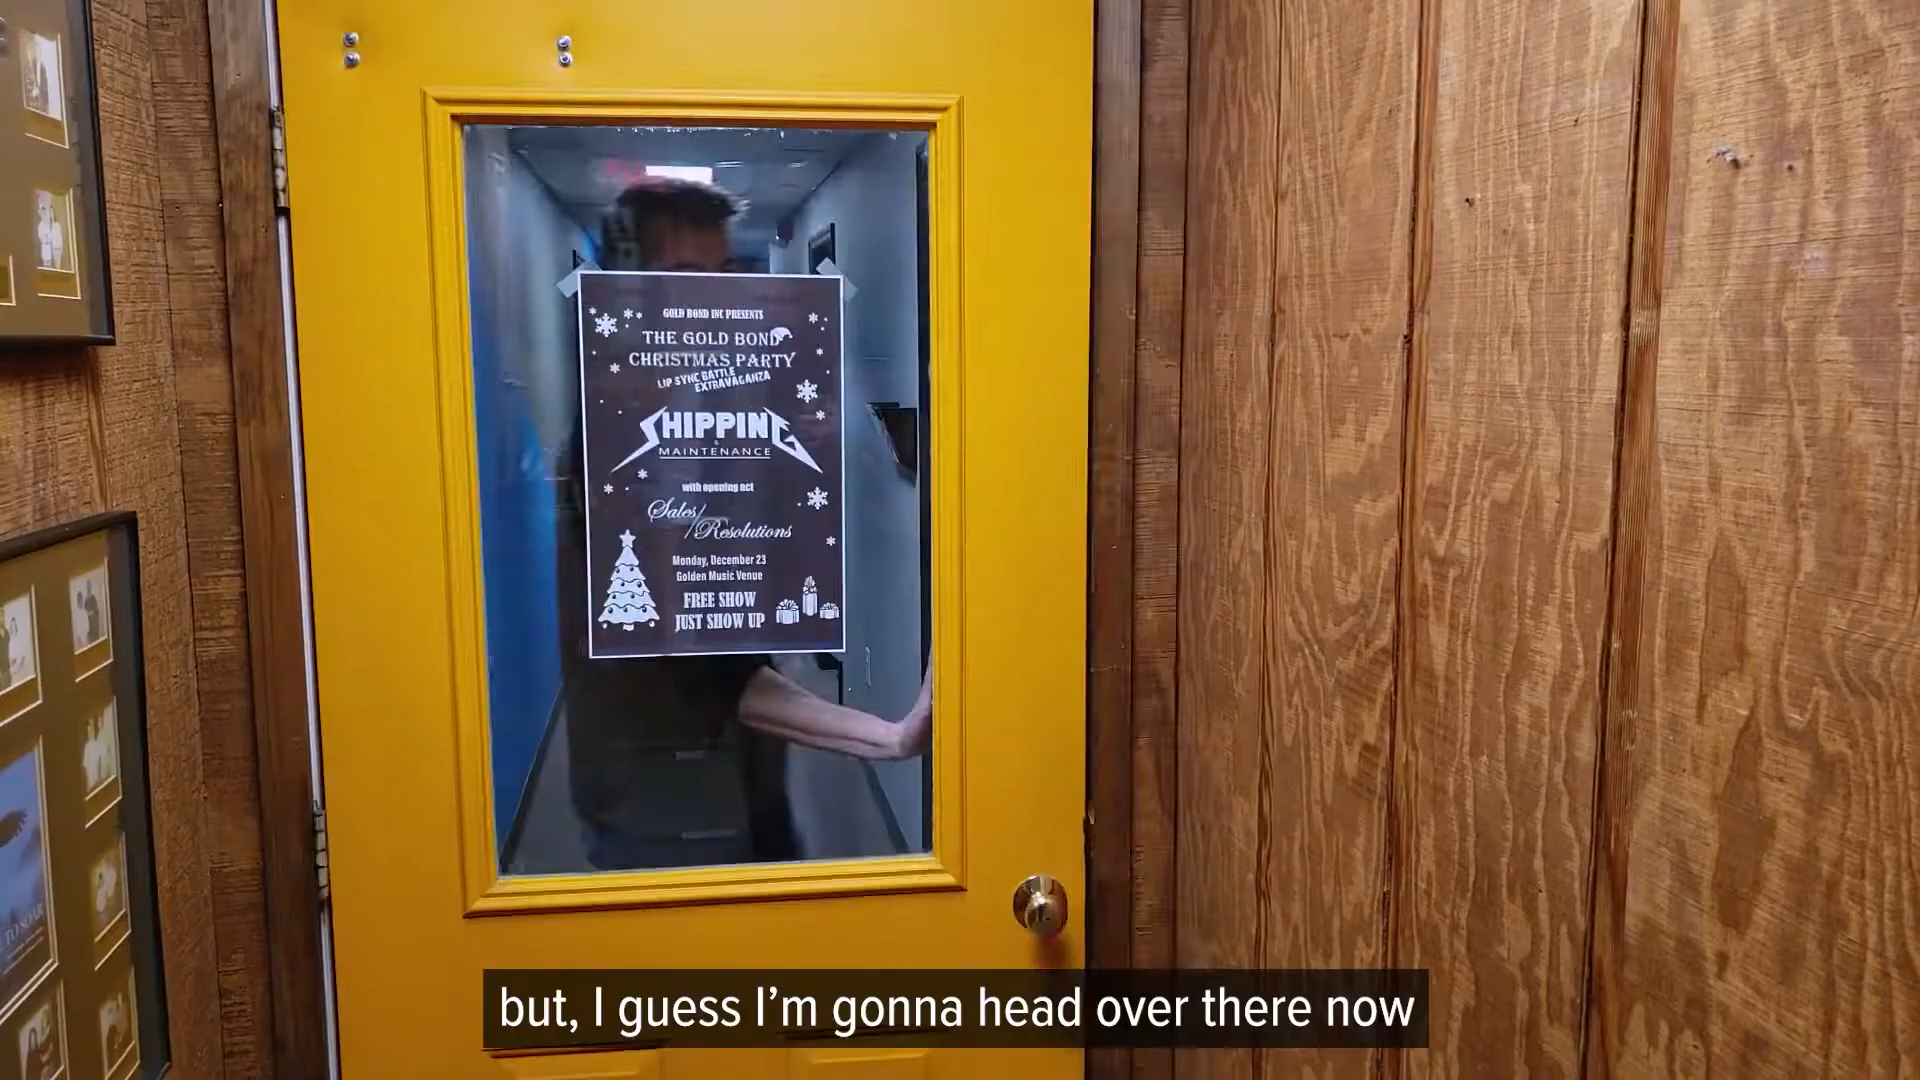 GOLD BOND INC PRESENTS
THE GOLD BOND
CHRISTMAS PARTY
LIP SYNC BATTLE
EXTRAVAGANZA
SHIPPING
&
MAINTENANCE
with opening act
Sales/
Resolutions
Monday, December 23
Golden Music Venue
FREE SHOW
JUST SHOW UP
but, I guess I'm gonna head over there now